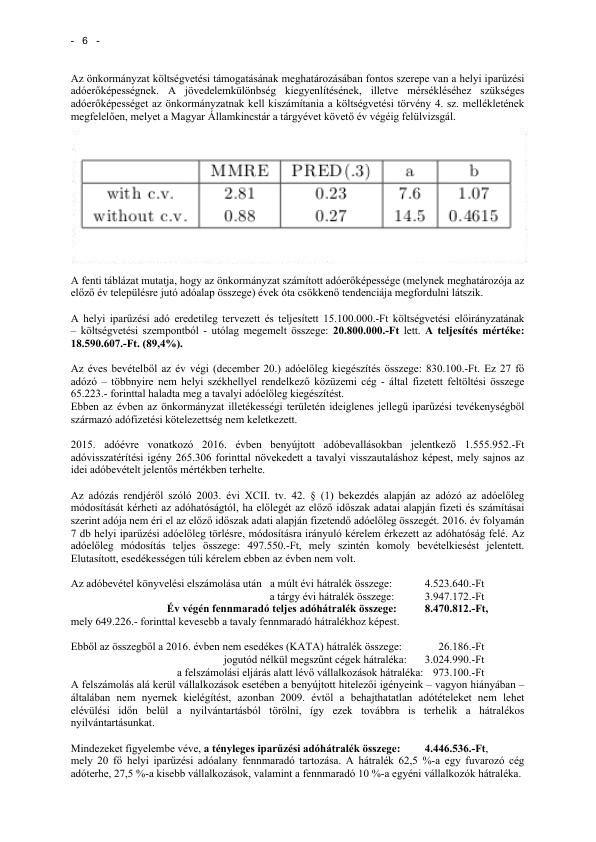 - 6 -
Az önkormányzat költségvetési támogatásának meghatározásában fontos szerepe van a helyi iparűzési
adóerőképességnek. A jövedelemkülönbség kiegyenlítésének, illetve mérsékléséhez szükséges
adóerőképességet az önkormányzatnak kell kiszámítania a költségvetési törvény 4. sz. mellékletének
megfelelően, melyet a Magyar Államkincstár a tárgyévet követő év végéig felülvizsgál.
MMRE PRED(.3) a b
with c.v. 2.81 0.23 7.6 1.07
without c.v. 0.88 0.27 14.5 0.4615
A fenti táblázat mutatja, hogy az önkormányzat számított adóerőképessége (melynek meghatározója az
előző év településre jutó adóalap összege) évek óta csökkenő tendenciája megfordulni látszik.
A helyi iparűzési adó eredetileg tervezett és teljesített 15.100.000.-Ft költségvetési előirányzatának
– költségvetési szempontból - utólag megemelt összege: 20.800.000.-Ft lett. A teljesítés mértéke:
18.590.607.-Ft. (89,4%).
Az éves bevételből az év végi (december 20.) adóelőleg kiegészítés összege: 830.100-Ft. Ez 27 fő
adózó – többnyire nem helyi székhellyel rendelkező közüzemi cég - által fizetett feltöltési összege
65.223.- forinttal haladta meg a tavalyi adóelőleg kiegészítést.
Ebben az évben az önkormányzat illetékességi területén ideiglenes jellegű iparűzési tevékenységből
származó adófizetési kötelezettség nem keletkezett.
2015. adóévre vonatkozó 2016. évben benyújtott adóbevallásokban jelentkező 1.555.952.-Ft
adóvisszatérítési igény 265.306 forinttal növekedett a tavalyi visszautaláshoz képest, mely sajnos az
idei adóbevételt jelentős mértékben terhelte.
Az adózás rendjéről szóló 2003. évi XCII. tv. 42. § (1) bekezdés alapján az adózó az adóelőleg
módosítását kérheti az adóhatóságtól, ha előlegét az előző időszak adatai alapján fizeti és számításai
szerint adója nem éri el az előző időszak adati alapján fizetendő adóelőleg összegét. 2016. év folyamán
7 db helyi iparűzési adóelőleg törlésre, módosításra irányuló kérelem érkezett az adóhatóság felé. Az
adóelőleg módosítás teljes összege: 497.550.-Ft, mely szintén komoly bevételkiesést jelentett.
Elutasított, esedékességen túli kérelem ebben az évben nem volt.
Az adóbevétel könyvelési elszámolása után a múlt évi hátralék összege: 4.523.640.-Ft
a tárgy évi hátralék összege: 3.947.172.-Ft
Év végén fennmaradó teljes adóhátralék összege: 8.470.812.-Ft,
mely 649.226.- forinttal kevesebb a tavaly fennmaradó hátralékhoz képest.
Ebből az összegből a 2016. évben nem esedékes (KATA) hátralék összege: 26.186.-Ft
jogutód nélkül megszűnt cégek hátraléka: 3.024.990.-Ft
a felszámolási eljárás alatt lévő vállalkozások hátraléka: 973.100.-Ft
A felszámolás alá kerül vállalkozások esetében a benyújtott hitelezői igényeink – vagyon hiányában –
általában nem nyernek kielégítést, azonban 2009. évtől a behajthatatlan adótételeket nem lehet
elévülési időn belül a nyilvántartásból törölni, így ezek továbbra is terhelik a hátralékos
nyilvántartásunkat.
Mindezeket figyelembe véve, a tényleges iparűzési adóhátralék összege: 4.446.536.-Ft,
mely 20 fő helyi iparűzési adóalany fennmaradó tartozása. A hátralék 62,5 %-a egy fuvarozó cég
adóterhe, 27,5 %-a kisebb vállalkozások, valamint a fennmaradó 10 %-a egyéni vállalkozók hátraléka.